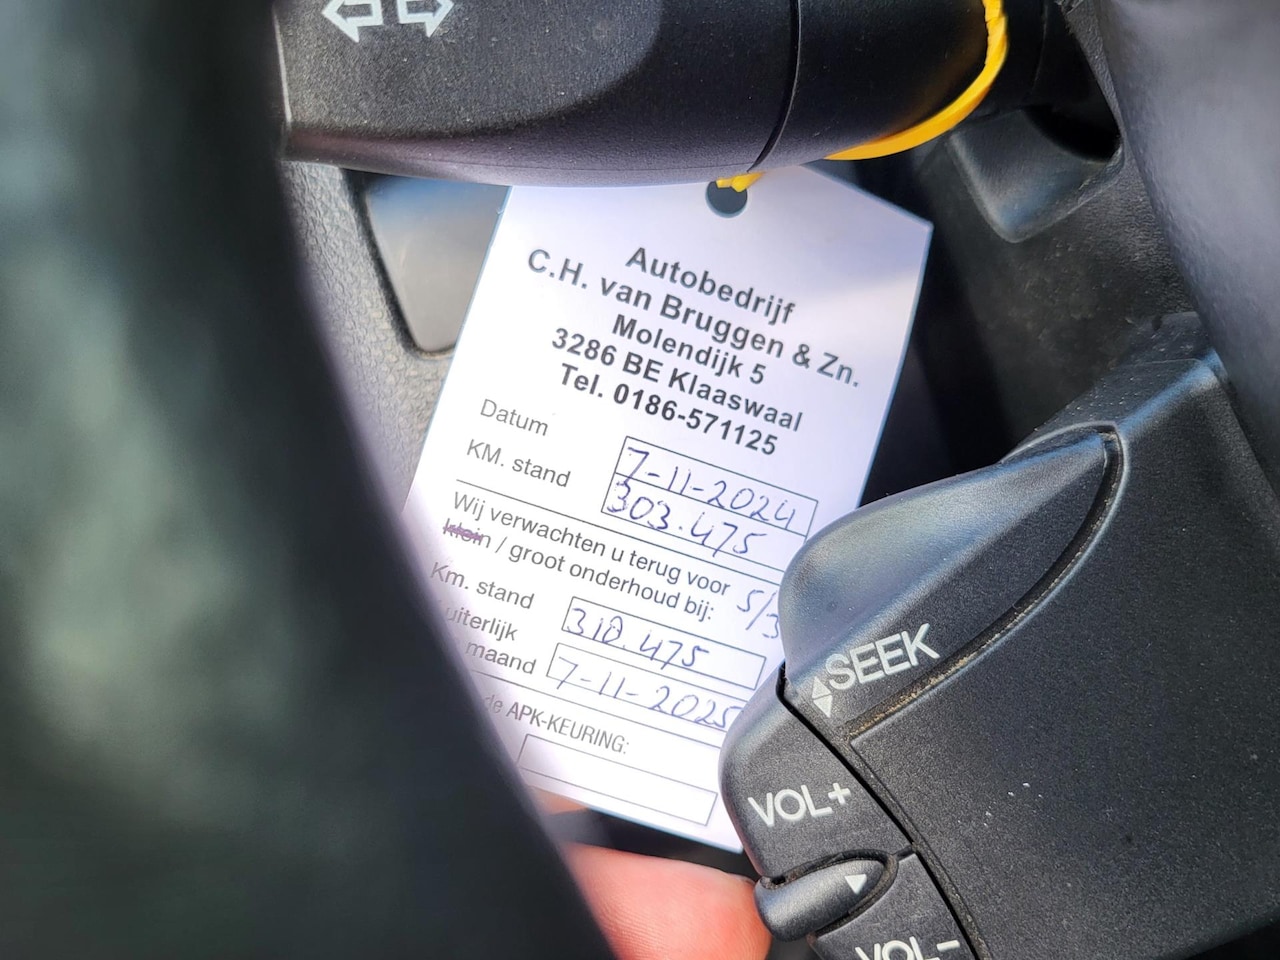 Autobedrijf
C.H. van Bruggen & Zn.
Molendijk 5
3286 BE Klaaswaal
Tel. 0186-571125
Datum 7-11-2024
KM. stand 303.475
Wij verwachten u terug voor
klein / groot onderhoud bij: 5/3
Km. stand 318.475
uiterlijk
maand 7-11-2025
de APK-KEURING:
SEEK
VOL+
VOL-